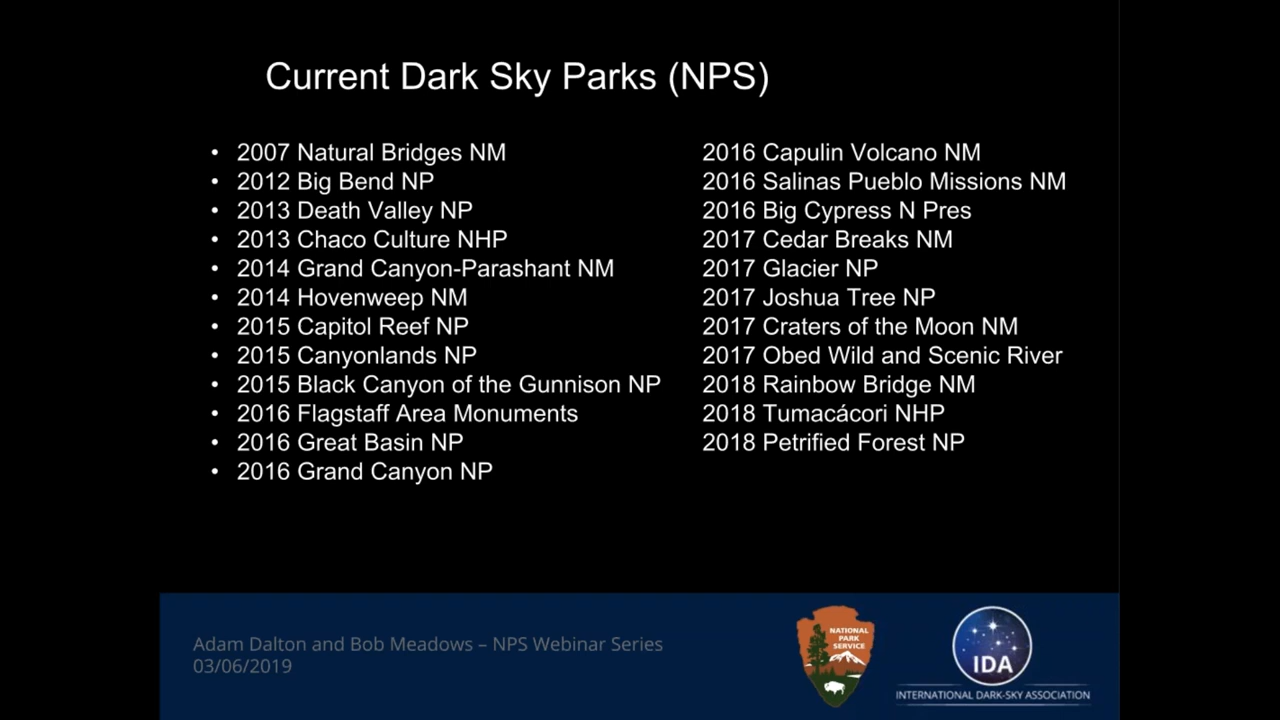 Current Dark Sky Parks (NPS)
• 2007 Natural Bridges NM
• 2012 Big Bend NP
• 2013 Death Valley NP
• 2013 Chaco Culture NHP
• 2014 Grand Canyon-Parashant NM
• 2014 Hovenweep NM
• 2015 Capitol Reef NP
• 2015 Canyonlands NP
• 2015 Black Canyon of the Gunnison NP
• 2016 Flagstaff Area Monuments
• 2016 Great Basin NP
• 2016 Grand Canyon NP
2016 Capulin Volcano NM
2016 Salinas Pueblo Missions NM
2016 Big Cypress N Pres
2017 Cedar Breaks NM
2017 Glacier NP
2017 Joshua Tree NP
2017 Craters of the Moon NM
2017 Obed Wild and Scenic River
2018 Rainbow Bridge NM
2018 Tumacácori NHP
2018 Petrified Forest NP
Adam Dalton and Bob Meadows – NPS Webinar Series
03/06/2019
NATIONAL
PARK
SERVICE
IDA
INTERNATIONAL DARK-SKY ASSOCIATION